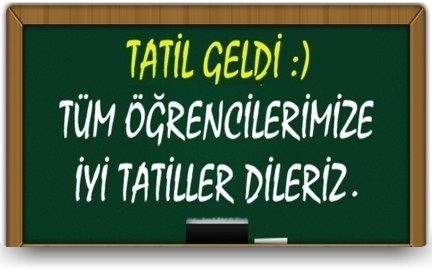 TATİL GELDİ :)
TÜM ÖĞRENCİLERİMİZE
İYİ TATİLLER DİLERİZ.